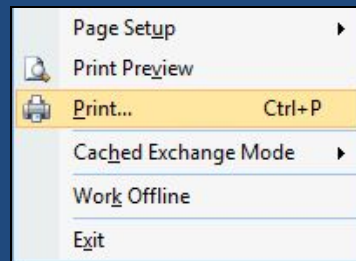 Page Setup
Print Preview
Print... Ctrl+P
Cached Exchange Mode
Work Offline
Exit